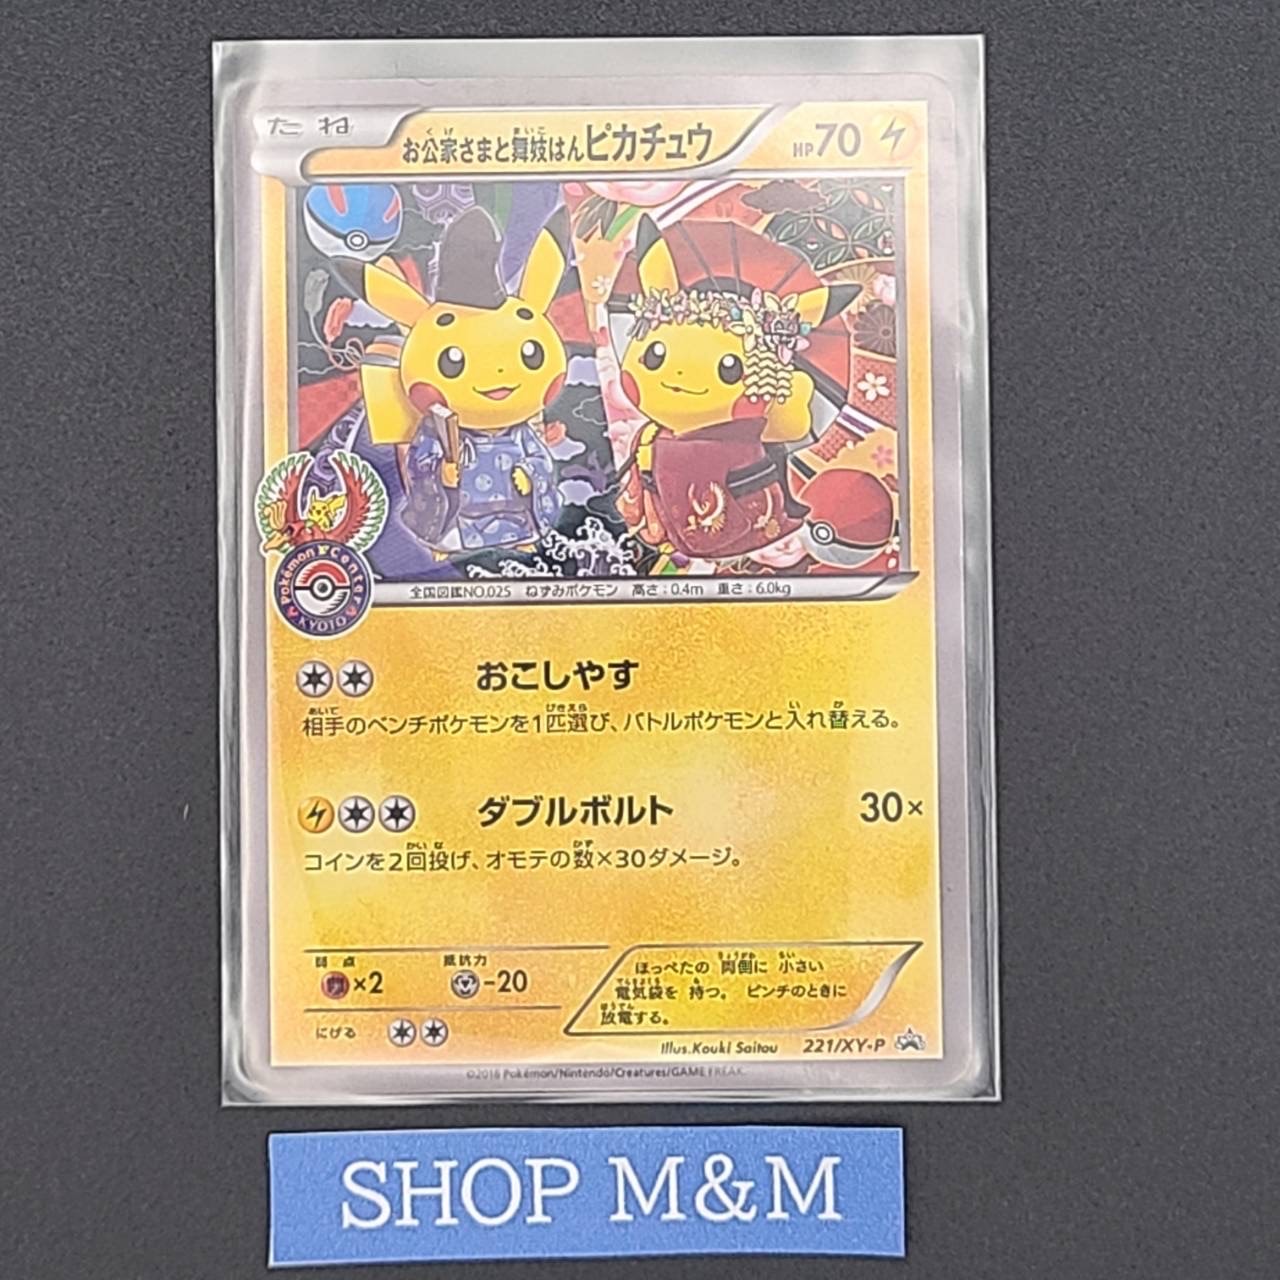 たね
お公家さまと舞妓はんピカチュウ
HP70
Pokémon Center
KYOTO
全国図鑑NO.025 ねずみポケモン 高さ:0.4m 重さ:6.0kg
おこしやす
相手のベンチポケモンを1匹選び、バトルポケモンと入れ替える。
ダブルボルト 30×
コインを2回投げ、オモテの数×30ダメージ。
弱点 抵抗力
×2 -20
にげる
ほっぺたの 両側に 小さい
電気袋を 持つ。 ピンチのときに
放電する。
Illus.Kouki Saitou 221/XY-P
©2016 Pokémon/Nintendo/Creatures/GAME FREAK.
SHOP M&M